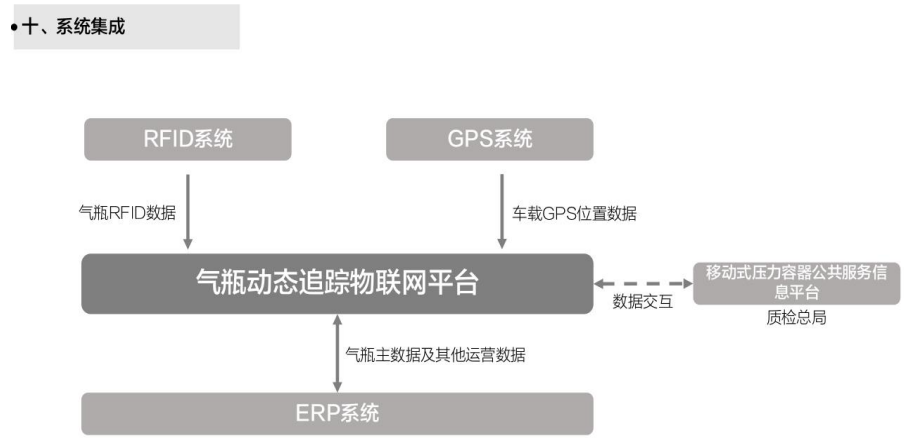 •十、系统集成
RFID系统
GPS系统
气瓶RFID数据
车载GPS位置数据
气瓶动态追踪物联网平台
移动式压力容器公共服务信
息平台
数据交互
质检总局
气瓶主数据及其他运营数据
ERP系统